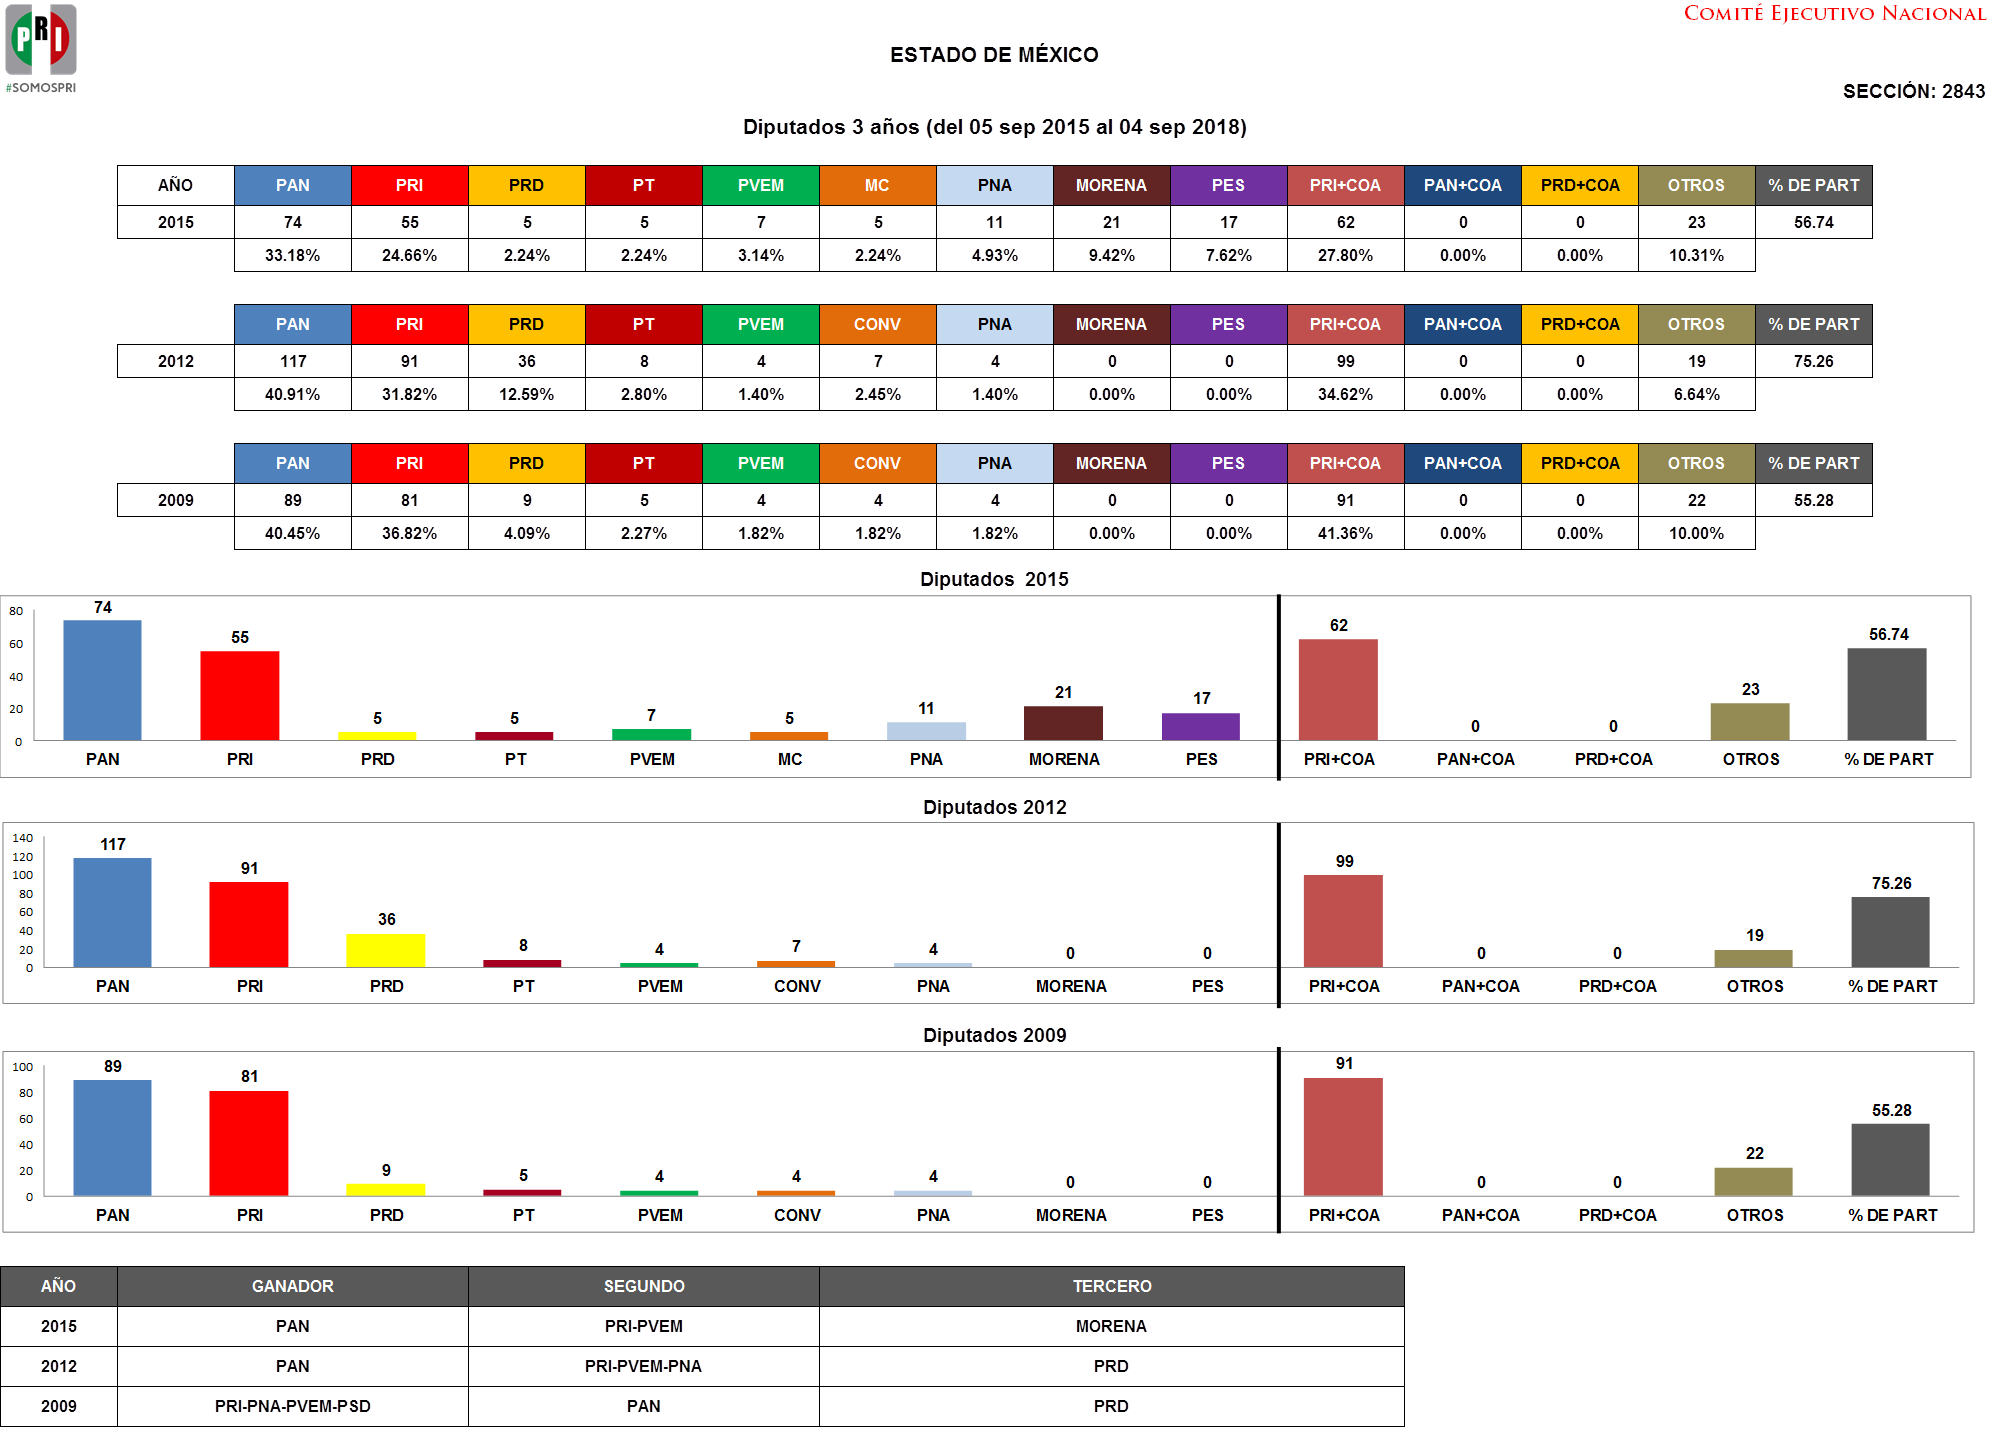 PRI
#SOMOSPRI
COMITÉ EJECUTIVO NACIONAL
ESTADO DE MÉXICO
SECCIÓN: 2843
Diputados 3 años (del 05 sep 2015 al 04 sep 2018)
AÑO PAN PRI PRD PT PVEM MC PNA MORENA PES PRI+COA PAN+COA PRD+COA OTROS % DE PART
2015 74 55 5 5 7 5 11 21 17 62 0 0 23 56.74
33.18% 24.66% 2.24% 2.24% 3.14% 2.24% 4.93% 9.42% 7.62% 27.80% 0.00% 0.00% 10.31%
PAN PRI PRD PT PVEM CONV PNA MORENA PES PRI+COA PAN+COA PRD+COA OTROS % DE PART
2012 117 91 36 8 4 7 4 0 0 99 0 0 19 75.26
40.91% 31.82% 12.59% 2.80% 1.40% 2.45% 1.40% 0.00% 0.00% 34.62% 0.00% 0.00% 6.64%
PAN PRI PRD PT PVEM CONV PNA MORENA PES PRI+COA PAN+COA PRD+COA OTROS % DE PART
2009 89 81 9 5 4 4 4 0 0 91 0 0 22 55.28
40.45% 36.82% 4.09% 2.27% 1.82% 1.82% 1.82% 0.00% 0.00% 41.36% 0.00% 0.00% 10.00%
Diputados 2015
80
60
40
20
0
74 55 5 5 7 5 11 21 17 62 0 0 23 56.74
PAN PRI PRD PT PVEM MC PNA MORENA PES PRI+COA PAN+COA PRD+COA OTROS % DE PART
Diputados 2012
140
120
100
80
60
40
20
0
117 91 36 8 4 7 4 0 0 99 0 0 19 75.26
PAN PRI PRD PT PVEM CONV PNA MORENA PES PRI+COA PAN+COA PRD+COA OTROS % DE PART
Diputados 2009
100
80
60
40
20
0
89 81 9 5 4 4 4 0 0 91 0 0 22 55.28
PAN PRI PRD PT PVEM CONV PNA MORENA PES PRI+COA PAN+COA PRD+COA OTROS % DE PART
AÑO GANADOR SEGUNDO TERCERO
2015 PAN PRI-PVEM MORENA
2012 PAN PRI-PVEM-PNA PRD
2009 PRI-PNA-PVEM-PSD PAN PRD